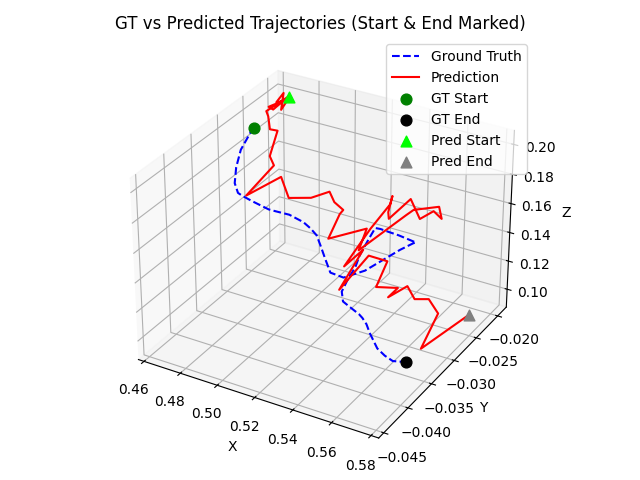 GT vs Predicted Trajectories (Start & End Marked)
Ground Truth
Prediction
GT Start
GT End
Pred Start
Pred End
0.20
0.18
0.16
0.14
0.12
0.10
Z
−0.020
−0.025
−0.030
−0.035
−0.040
−0.045
Y
0.46
0.48
0.50
0.52
0.54
0.56
0.58
X